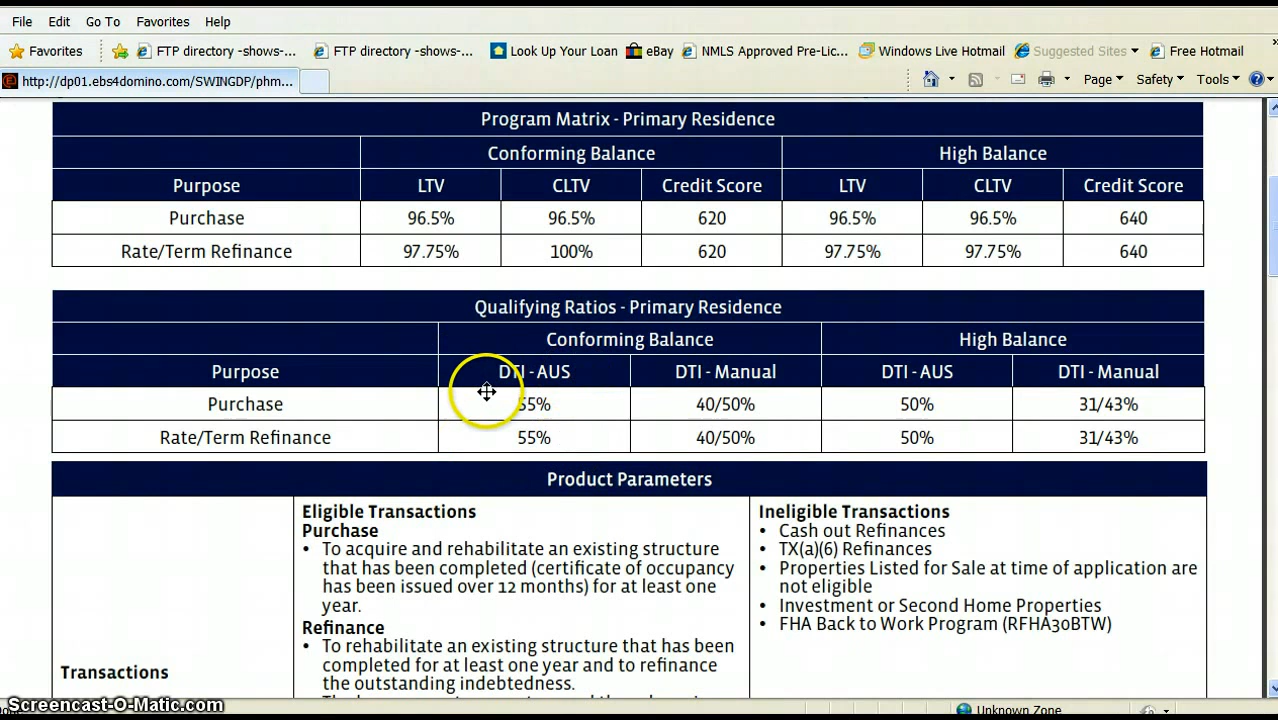 File Edit Go To Favorites Help
Favorites FTP directory -shows-... FTP directory -shows-... Look Up Your Loan eBay NMLS Approved Pre-Lic... Windows Live Hotmail Suggested Sites Free Hotmail
http://dp01.ebs4domino.com/SWINGDP/phm... Page Safety Tools
Program Matrix - Primary Residence
Conforming Balance High Balance
Purpose LTV CLTV Credit Score LTV CLTV Credit Score
Purchase 96.5% 96.5% 620 96.5% 96.5% 640
Rate/Term Refinance 97.75% 100% 620 97.75% 97.75% 640
Qualifying Ratios - Primary Residence
Conforming Balance High Balance
Purpose DTI - AUS DTI - Manual DTI - AUS DTI - Manual
Purchase 55% 40/50% 50% 31/43%
Rate/Term Refinance 55% 40/50% 50% 31/43%
Product Parameters
Transactions
Eligible Transactions
Purchase
• To acquire and rehabilitate an existing structure
that has been completed (certificate of occupancy
has been issued over 12 months) for at least one
year.
Refinance
• To rehabilitate an existing structure that has been
completed for at least one year and to refinance
the outstanding indebtedness.
Ineligible Transactions
• Cash out Refinances
• TX(a)(6) Refinances
• Properties Listed for Sale at time of application are
not eligible
• Investment or Second Home Properties
• FHA Back to Work Program (RFHA30BTW)
Screencast-O-Matic.com
Unknown Zone